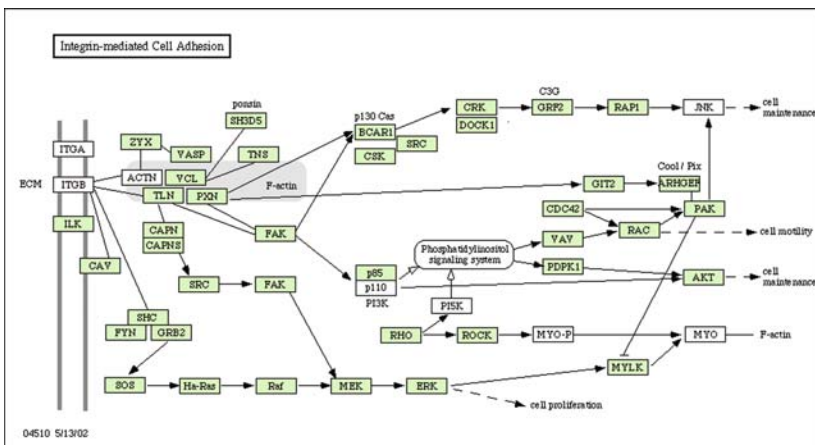 Integrin-mediated Cell Adhesion
C3G
ponsin
p130 Cas
CRK
GRF2
RAP1
JNK
cell
maintenance
SH3D5
DOCK1
ZYX
BCAR1
SRC
ITGA
VASP
TNS
CSK
ACTN
VCL
Cool / Pix
ECM
ITGB
F-actin
GIT2
ARHGEF
TLN
PXN
CDC42
PAK
ILK
CAPN
FAK
RAC
cell motility
CAPNS
Phosphatidylinositol
signaling system
VAV
CAV
p85
PDPK1
SRC
FAK
p110
AKT
cell
maintenance
PI3K
PI5K
SHC
FYN
GRB2
RHO
ROCK
MYO-P
MYO
F-actin
MYLK
SOS
Ha-Ras
Raf
MEK
ERK
cell proliferation
04510 5/13/02